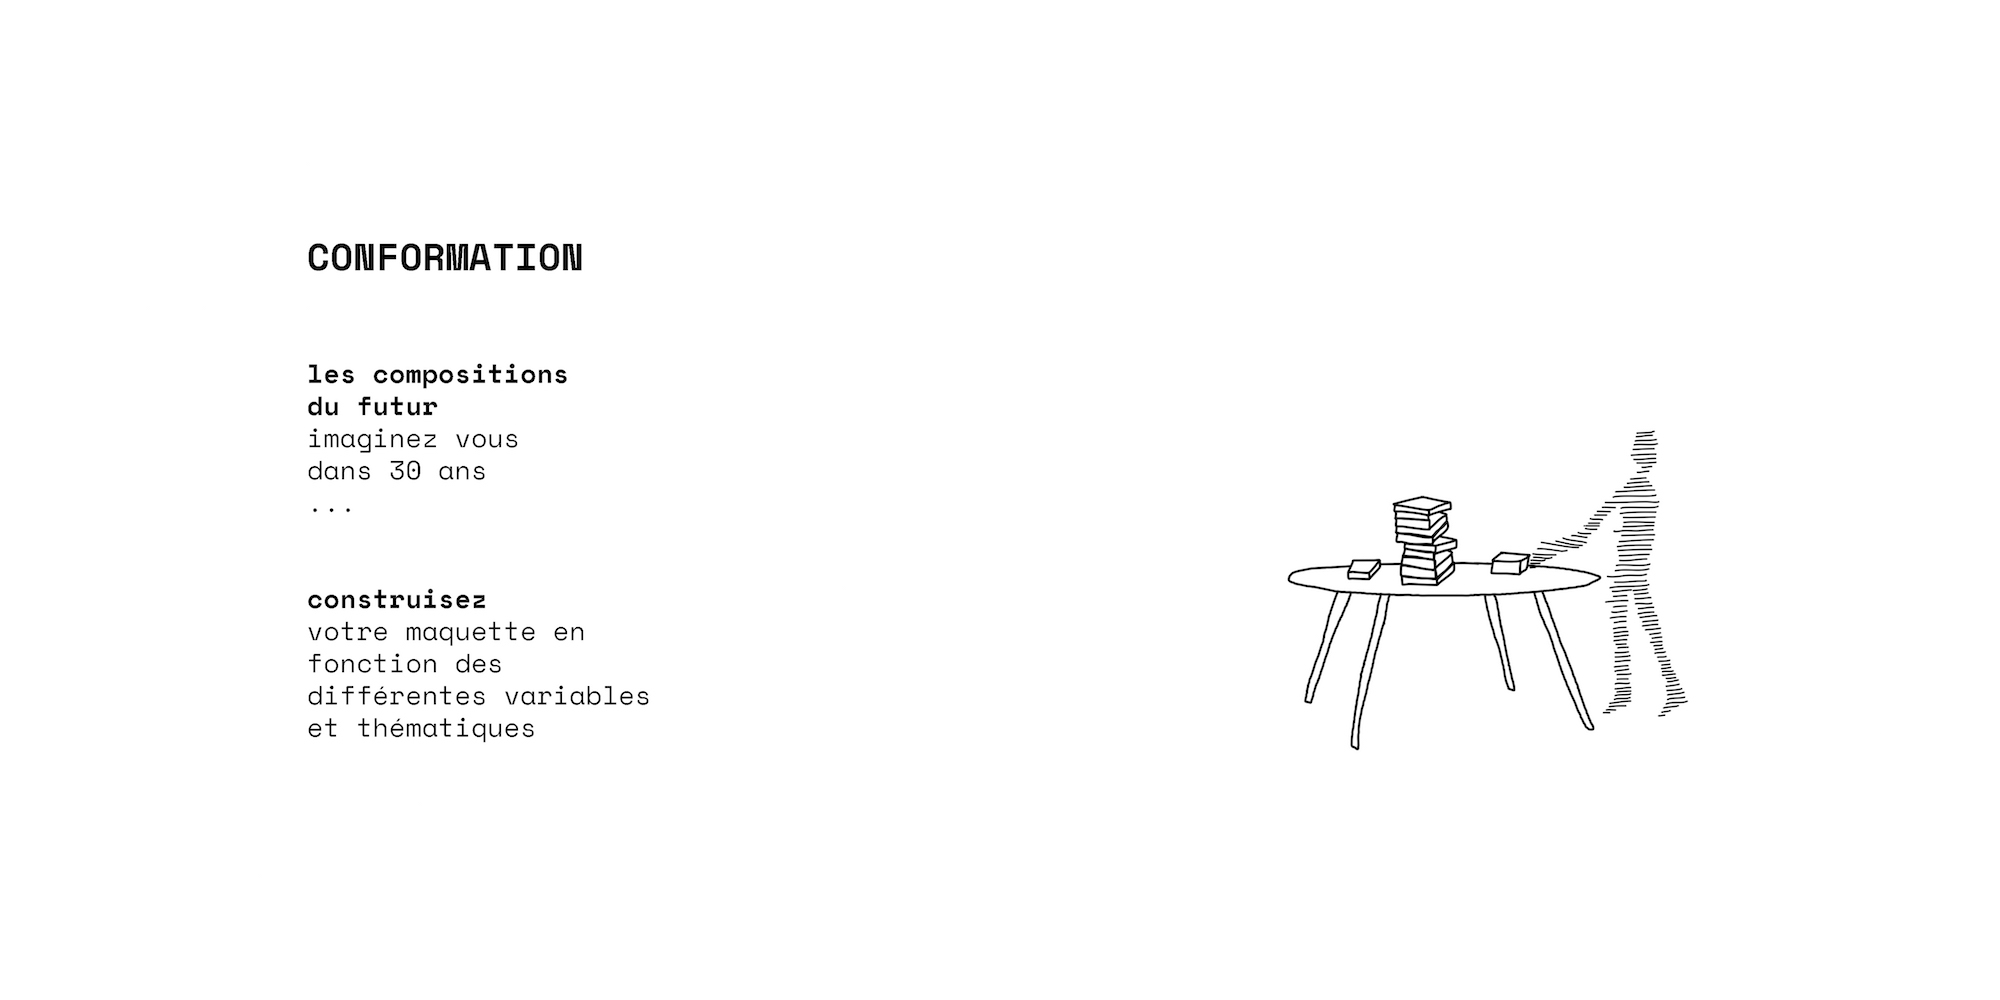 CONFORMATION
les compositions
du futur
imaginez vous
dans 30 ans
...
construisez
votre maquette en
fonction des
différentes variables
et thématiques